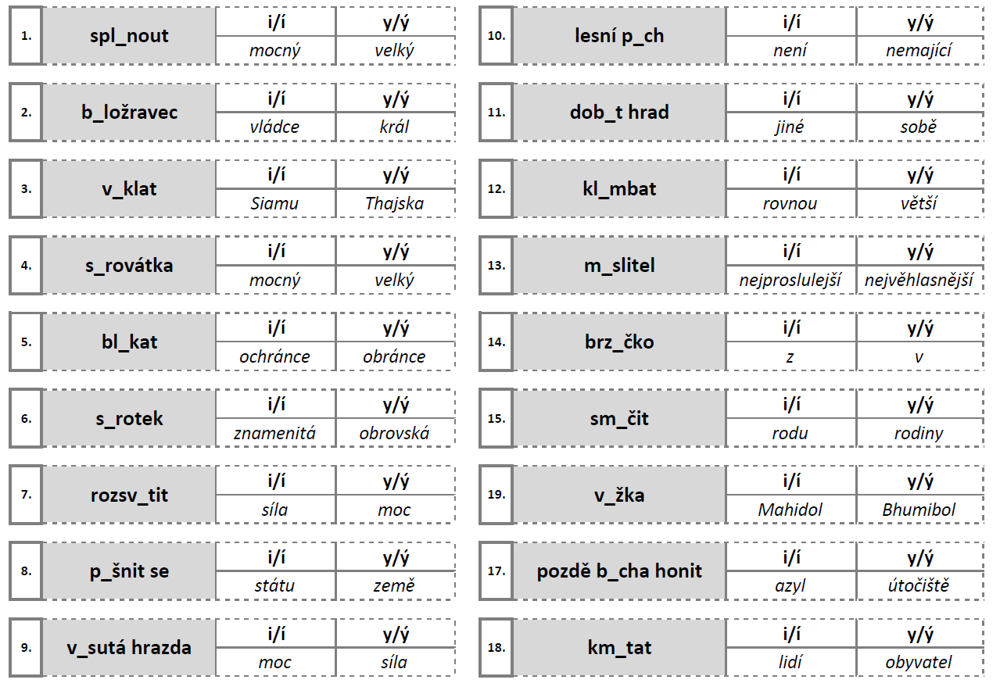 1. spl_nout i/í y/ý
mocný velký
2. b_ložravec i/í y/ý
vládce král
3. v_klat i/í y/ý
Siamu Thajska
4. s_rovátka i/í y/ý
mocný velký
5. bl_kat i/í y/ý
ochránce obránce
6. s_rotek i/í y/ý
znamenitá obrovská
7. rozsv_tit i/í y/ý
síla moc
8. p_šnit se i/í y/ý
státu země
9. v_sutá hrazda i/í y/ý
moc síla
10. lesní p_ch i/í y/ý
není nemající
11. dob_t hrad i/í y/ý
jiné sobě
12. kl_mbat i/í y/ý
rovnou větší
13. m_slitel i/í y/ý
nejproslulejší nejvěhlasnější
14. brz_čko i/í y/ý
z v
15. sm_čit i/í y/ý
rodu rodiny
19. v_žka i/í y/ý
Mahidol Bhumibol
17. pozdě b_cha honit i/í y/ý
azyl útočiště
18. km_tat i/í y/ý
lidí obyvatel